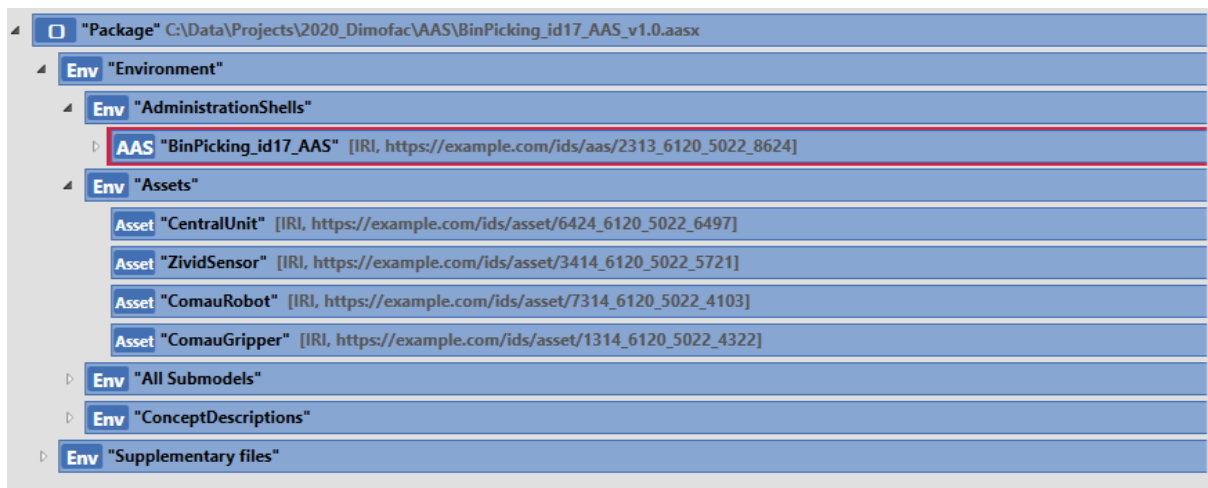 "Package" C:\Data\Projects\2020_Dimofac\AAS\BinPicking_id17_AAS_v1.0.aasx
Env "Environment"
Env "AdministrationShells"
AAS "BinPicking_id17_AAS" [IRI, https://example.com/ids/aas/2313_6120_5022_8624]
Env "Assets"
Asset "CentralUnit" [IRI, https://example.com/ids/asset/6424_6120_5022_6497]
Asset "ZividSensor" [IRI, https://example.com/ids/asset/3414_6120_5022_5721]
Asset "ComauRobot" [IRI, https://example.com/ids/asset/7314_6120_5022_4103]
Asset "ComauGripper" [IRI, https://example.com/ids/asset/1314_6120_5022_4322]
Env "All Submodels"
Env "ConceptDescriptions"
Env "Supplementary files"